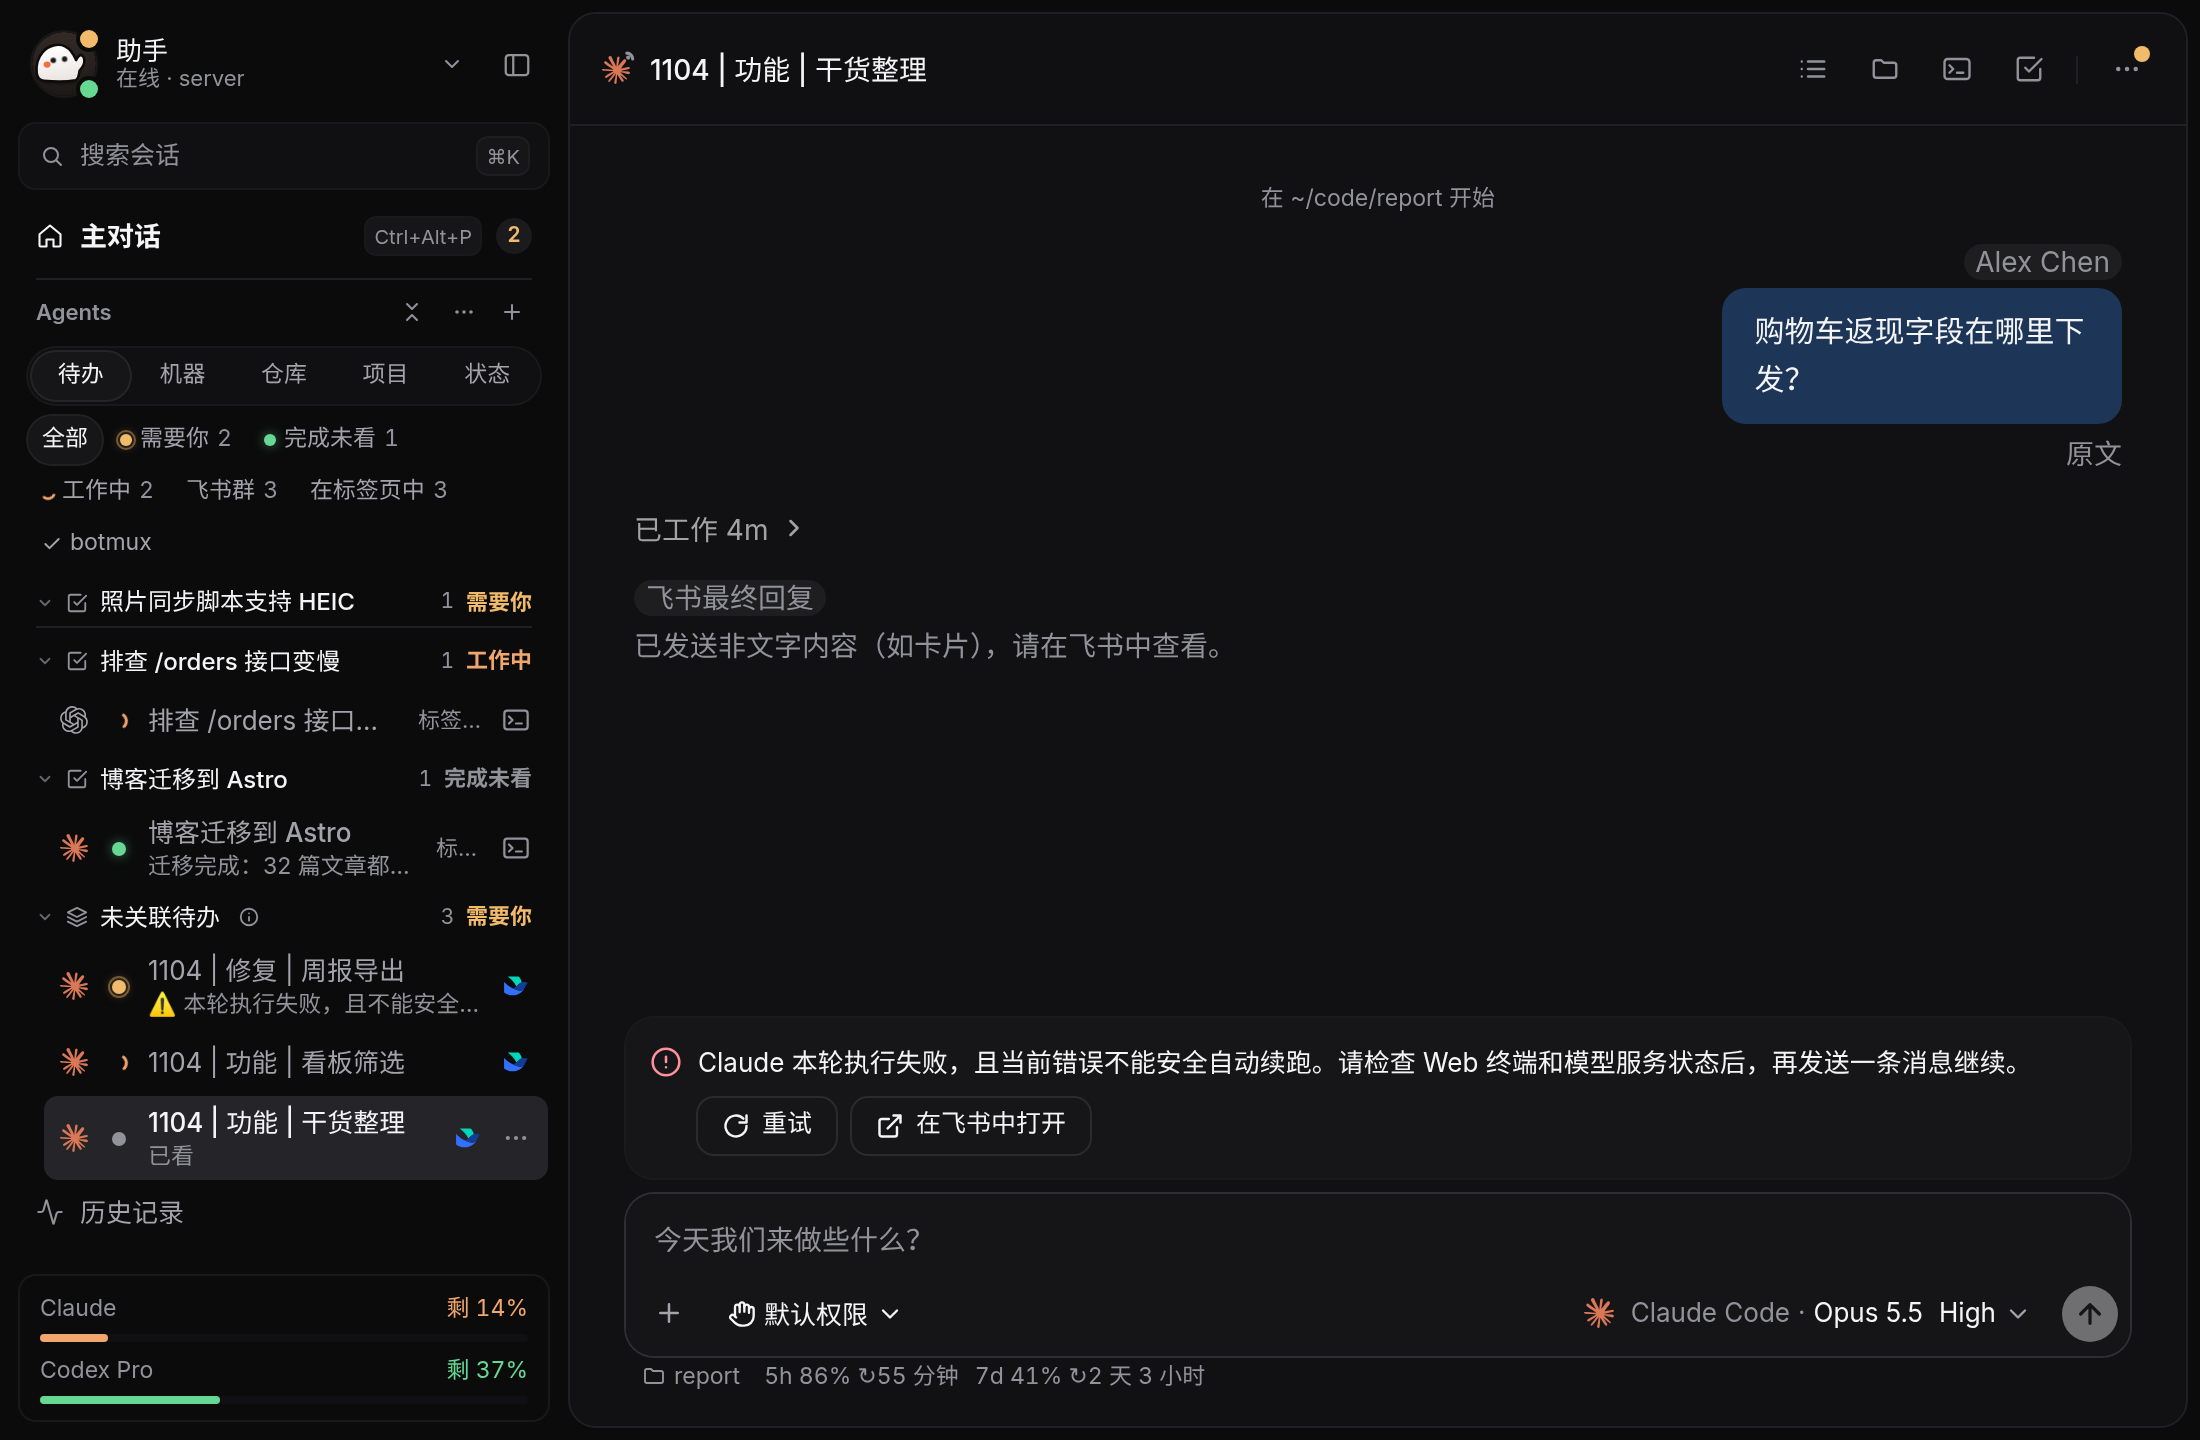 助手
在线 · server
搜索会话
⌘K
主对话
Ctrl+Alt+P
2
Agents
待办 机器 仓库 项目 状态
全部 需要你 2 完成未看 1
工作中 2 飞书群 3 在标签页中 3
botmux
照片同步脚本支持 HEIC 1 需要你
排查 /orders 接口变慢 1 工作中
排查 /orders 接口... 标签...
博客迁移到 Astro 1 完成未看
博客迁移到 Astro 标...
迁移完成：32 篇文章都...
未关联待办 3 需要你
1104 | 修复 | 周报导出
⚠️ 本轮执行失败，且不能安全...
1104 | 功能 | 看板筛选
1104 | 功能 | 干货整理
已看
历史记录
Claude 剩 14%
Codex Pro 剩 37%
1104 | 功能 | 干货整理
在 ~/code/report 开始
Alex Chen
购物车返现字段在哪里下
发？
原文
已工作 4m
飞书最终回复
已发送非文字内容（如卡片），请在飞书中查看。
Claude 本轮执行失败，且当前错误不能安全自动续跑。请检查 Web 终端和模型服务状态后，再发送一条消息继续。
重试 在飞书中打开
今天我们来做些什么？
默认权限
Claude Code · Opus 5.5 High
report 5h 86% ↻55 分钟 7d 41% ↻2 天 3 小时